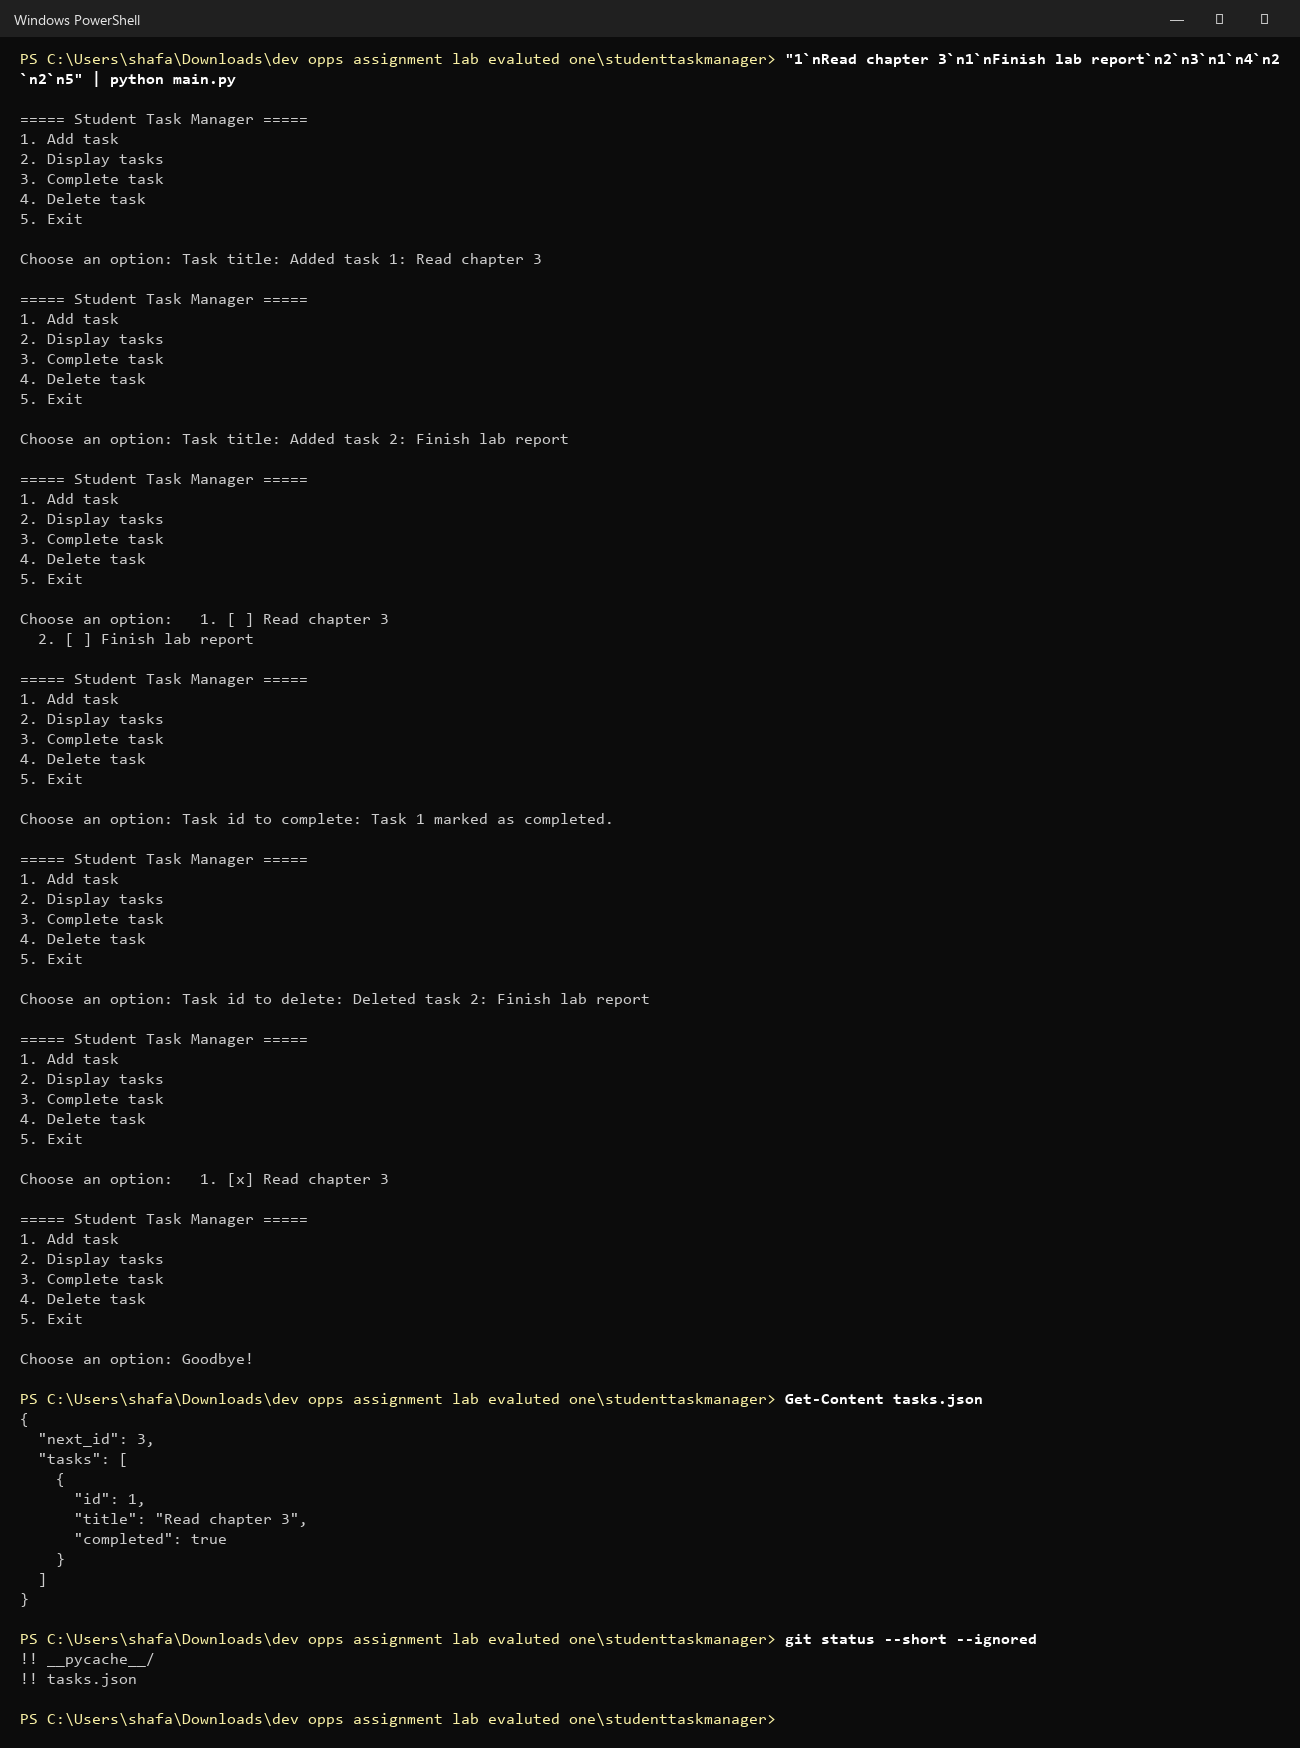 Windows PowerShell
PS C:\Users\shafa\Downloads\dev opps assignment lab evaluted one\studenttaskmanager> "1`nRead chapter 3`n1`nFinish lab report`n2`n3`n1`n4`n2
`n2`n5" | python main.py
===== Student Task Manager =====
1. Add task
2. Display tasks
3. Complete task
4. Delete task
5. Exit
Choose an option: Task title: Added task 1: Read chapter 3
===== Student Task Manager =====
1. Add task
2. Display tasks
3. Complete task
4. Delete task
5. Exit
Choose an option: Task title: Added task 2: Finish lab report
===== Student Task Manager =====
1. Add task
2. Display tasks
3. Complete task
4. Delete task
5. Exit
Choose an option:   1. [ ] Read chapter 3
  2. [ ] Finish lab report
===== Student Task Manager =====
1. Add task
2. Display tasks
3. Complete task
4. Delete task
5. Exit
Choose an option: Task id to complete: Task 1 marked as completed.
===== Student Task Manager =====
1. Add task
2. Display tasks
3. Complete task
4. Delete task
5. Exit
Choose an option: Task id to delete: Deleted task 2: Finish lab report
===== Student Task Manager =====
1. Add task
2. Display tasks
3. Complete task
4. Delete task
5. Exit
Choose an option:   1. [x] Read chapter 3
===== Student Task Manager =====
1. Add task
2. Display tasks
3. Complete task
4. Delete task
5. Exit
Choose an option: Goodbye!
PS C:\Users\shafa\Downloads\dev opps assignment lab evaluted one\studenttaskmanager> Get-Content tasks.json
{
  "next_id": 3,
  "tasks": [
    {
      "id": 1,
      "title": "Read chapter 3",
      "completed": true
    }
  ]
}
PS C:\Users\shafa\Downloads\dev opps assignment lab evaluted one\studenttaskmanager> git status --short --ignored
!! __pycache__/
!! tasks.json
PS C:\Users\shafa\Downloads\dev opps assignment lab evaluted one\studenttaskmanager>